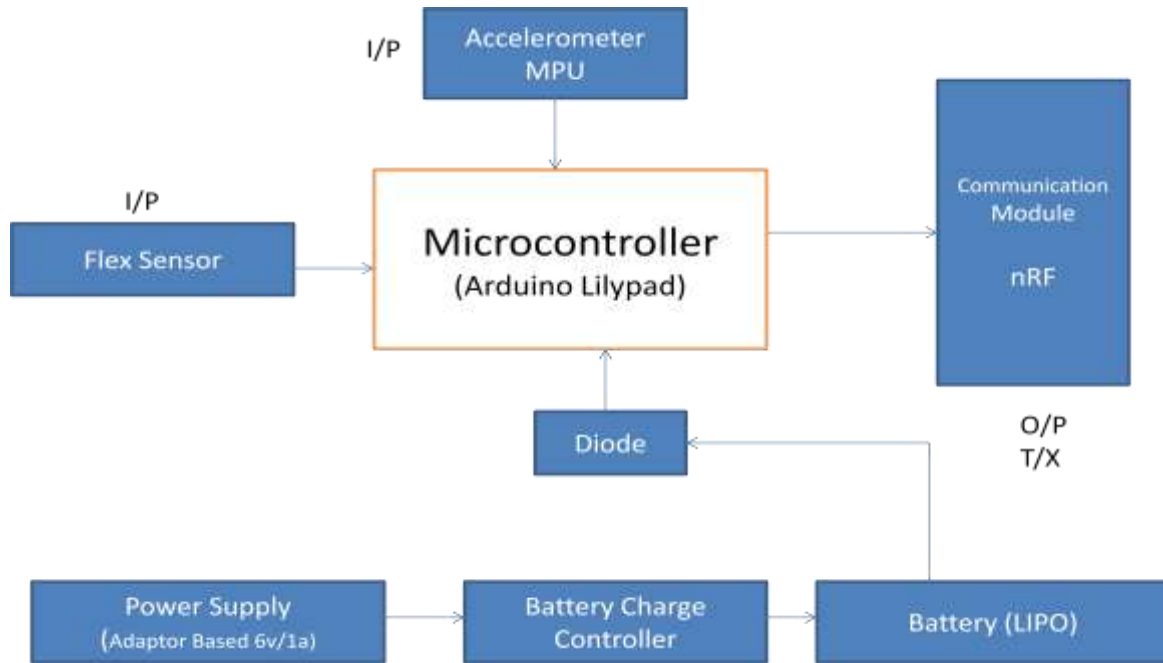 I/P
Accelerometer
MPU
I/P
Flex Sensor
Microcontroller
(Arduino Lilypad)
Communication
Module
nRF
O/P
T/X
Diode
Power Supply
(Adaptor Based 6v/1a)
Battery Charge
Controller
Battery (LIPO)